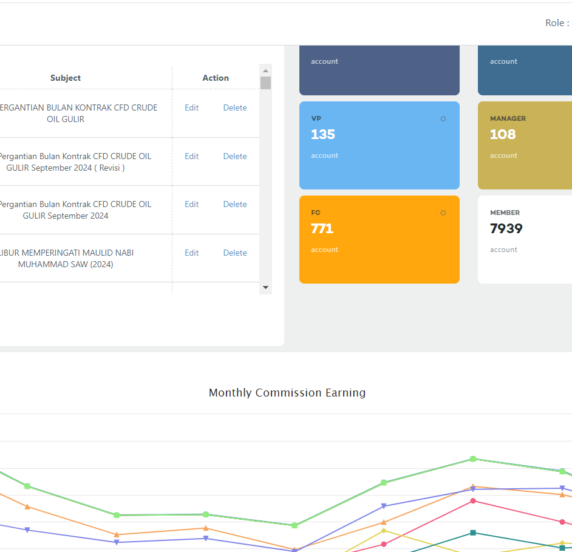 Role :
Subject
Action
PERGANTIAN BULAN KONTRAK CFD CRUDE
OIL GULIR
Edit
Delete
Pergantian Bulan Kontrak CFD CRUDE OIL
GULIR September 2024 ( Revisi )
Edit
Delete
Pergantian Bulan Kontrak CFD CRUDE OIL
GULIR September 2024
Edit
Delete
LIBUR MEMPERINGATI MAULID NABI
MUHAMMAD SAW (2024)
Edit
Delete
account
account
VP
135
account
MANAGER
108
account
FC
771
account
MEMBER
7939
account
Monthly Commission Earning